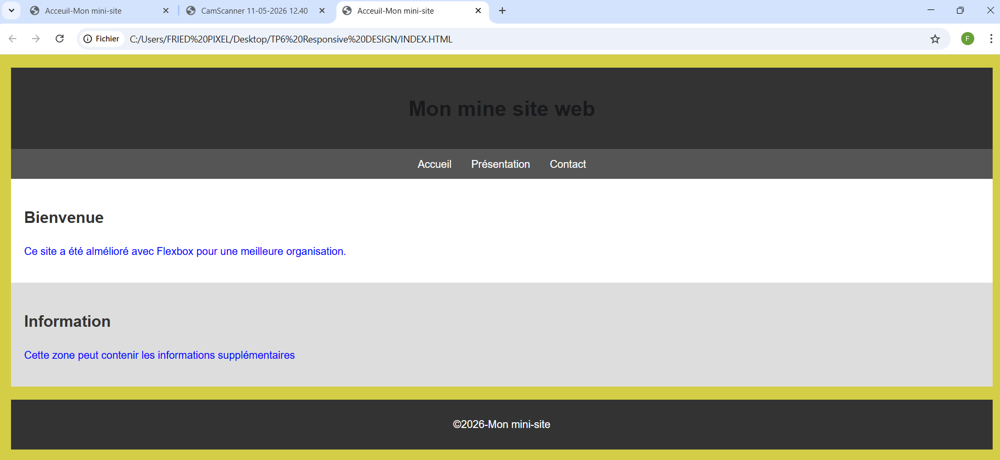 Acceuil-Mon mini-site
CamScanner 11-05-2026 12.40
Acceuil-Mon mini-site
Fichier
C:/Users/FRIED%20PIXEL/Desktop/TP6%20Responsive%20DESIGN/INDEX.HTML
F
Mon mine site web
Accueil Présentation Contact
Bienvenue
Ce site a été almélioré avec Flexbox pour une meilleure organisation.
Information
Cette zone peut contenir les informations supplémentaires
©2026-Mon mini-site